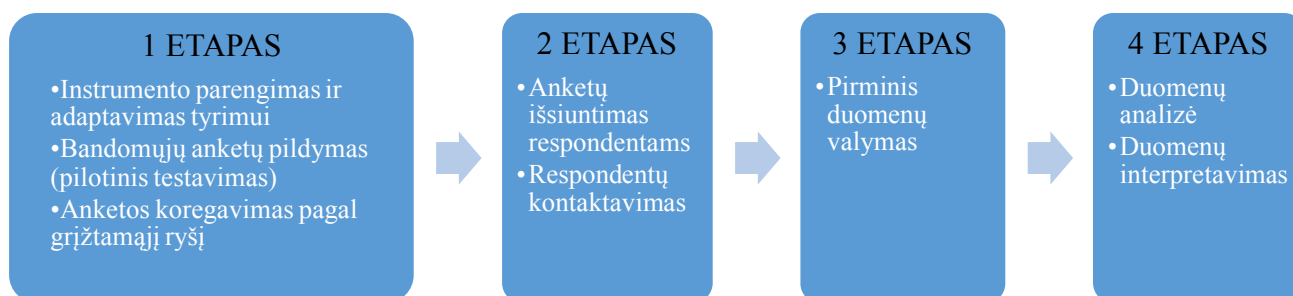 1 ETAPAS
•Instrumento parengimas ir
adaptavimas tyrimui
•Bandomųjų anketų pildymas
(pilotinis testavimas)
•Anketos koregavimas pagal
grįžtamąjį ryšį
2 ETAPAS
•Anketų
išsiuntimas
respondentams
•Respondentų
kontaktavimas
3 ETAPAS
•Pirminis
duomenų
valymas
4 ETAPAS
•Duomenų
analizė
•Duomenų
interpretavimas